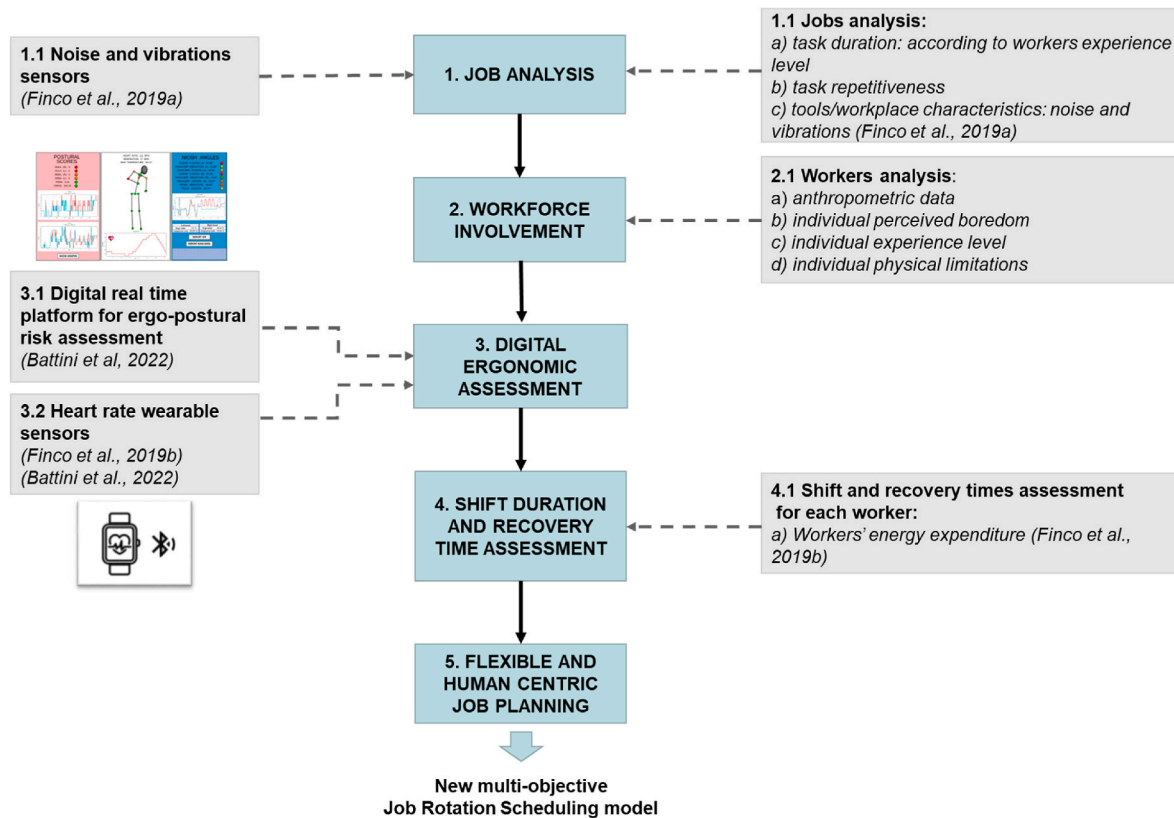 1.1 Noise and vibrations
sensors
(Finco et al., 2019a)
1. JOB ANALYSIS
1.1 Jobs analysis:
a) task duration: according to workers experience
level
b) task repetitiveness
c) tools/workplace characteristics: noise and
vibrations (Finco et al., 2019a)
POSTURAL
SCORES
2. WORKFORCE
INVOLVEMENT
2.1 Workers analysis:
a) anthropometric data
b) individual perceived boredom
c) individual experience level
d) individual physical limitations
3.1 Digital real time
platform for ergo-postural
risk assessment
(Battini et al, 2022)
3. DIGITAL
ERGONOMIC
ASSESSMENT
3.2 Heart rate wearable
sensors
(Finco et al., 2019b)
(Battini et al., 2022)
4. SHIFT DURATION
AND RECOVERY
TIME ASSESSMENT
4.1 Shift and recovery times assessment
for each worker:
a) Workers' energy expenditure (Finco et al.,
2019b)
5. FLEXIBLE AND
HUMAN CENTRIC
JOB PLANNING
New multi-objective
Job Rotation Scheduling model